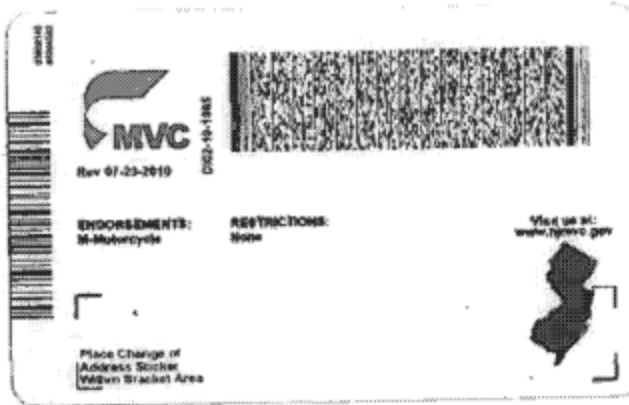 MVC
Rev 07-23-2010
ENDORSEMENTS:
M-Motorcycle
RESTRICTIONS:
None
Visit us at:
www.njmvc.gov
Place Change of
Address Sticker
Within Bracket Area